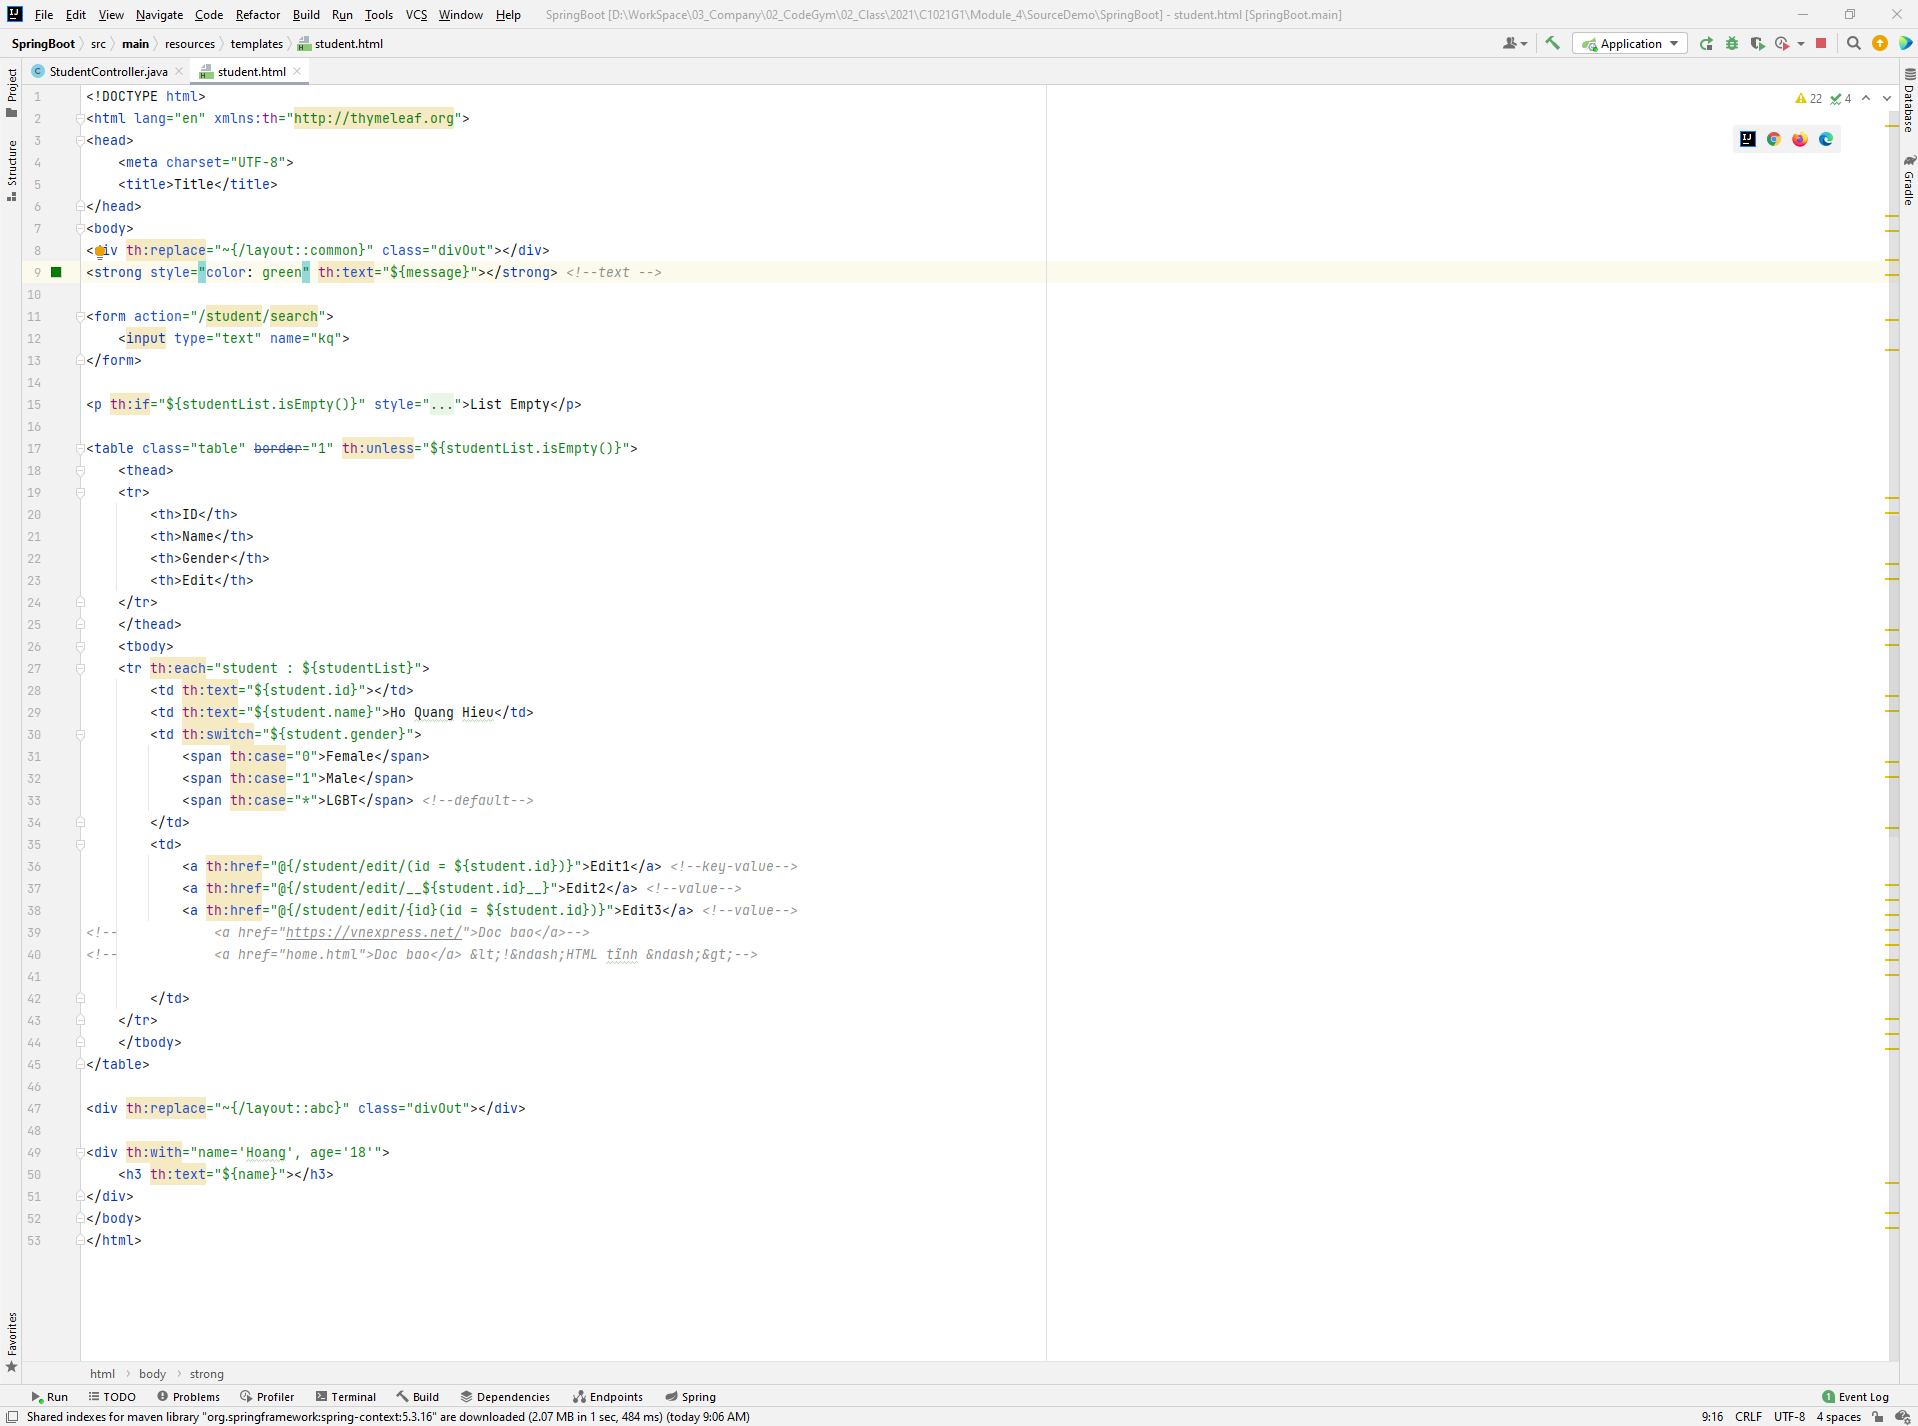 File Edit View Navigate Code Refactor Build Run Tools VCS Window Help SpringBoot [D:\WorkSpace\03_Company\02_CodeGym\02_Class\2021\C1021G1\Module_4\SourceDemo\SpringBoot] - student.html [SpringBoot.main]
SpringBoot src main resources templates student.html Application
StudentController.java student.html
Project
Structure
Favorites
Database
Gradle
22 4
1 <!DOCTYPE html>
2 <html lang="en" xmlns:th="http://thymeleaf.org">
3 <head>
4 <meta charset="UTF-8">
5 <title>Title</title>
6 </head>
7 <body>
8 <div th:replace="~{/layout::common}" class="divOut"></div>
9 <strong style="color: green" th:text="${message}"></strong> <!--text -->
10
11 <form action="/student/search">
12 <input type="text" name="kq">
13 </form>
14
15 <p th:if="${studentList.isEmpty()}" style="...">List Empty</p>
16
17 <table class="table" border="1" th:unless="${studentList.isEmpty()}">
18 <thead>
19 <tr>
20 <th>ID</th>
21 <th>Name</th>
22 <th>Gender</th>
23 <th>Edit</th>
24 </tr>
25 </thead>
26 <tbody>
27 <tr th:each="student : ${studentList}">
28 <td th:text="${student.id}"></td>
29 <td th:text="${student.name}">Ho Quang Hieu</td>
30 <td th:switch="${student.gender}">
31 <span th:case="0">Female</span>
32 <span th:case="1">Male</span>
33 <span th:case="*">LGBT</span> <!--default-->
34 </td>
35 <td>
36 <a th:href="@{/student/edit/(id = ${student.id})}">Edit1</a> <!--key-value-->
37 <a th:href="@{/student/edit/__${student.id}__}">Edit2</a> <!--value-->
38 <a th:href="@{/student/edit/{id}(id = ${student.id})}">Edit3</a> <!--value-->
39 <!-- <a href="https://vnexpress.net/">Doc bao</a>-->
40 <!-- <a href="home.html">Doc bao</a> &lt;!&ndash;HTML tĩnh &ndash;&gt;-->
41
42 </td>
43 </tr>
44 </tbody>
45 </table>
46
47 <div th:replace="~{/layout::abc}" class="divOut"></div>
48
49 <div th:with="name='Hoang', age='18'">
50 <h3 th:text="${name}"></h3>
51 </div>
52 </body>
53 </html>
html body strong
Run TODO Problems Profiler Terminal Build Dependencies Endpoints Spring 1 Event Log
Shared indexes for maven library "org.springframework:spring-context:5.3.16" are downloaded (2.07 MB in 1 sec, 484 ms) (today 9:06 AM) 9:16 CRLF UTF-8 4 spaces